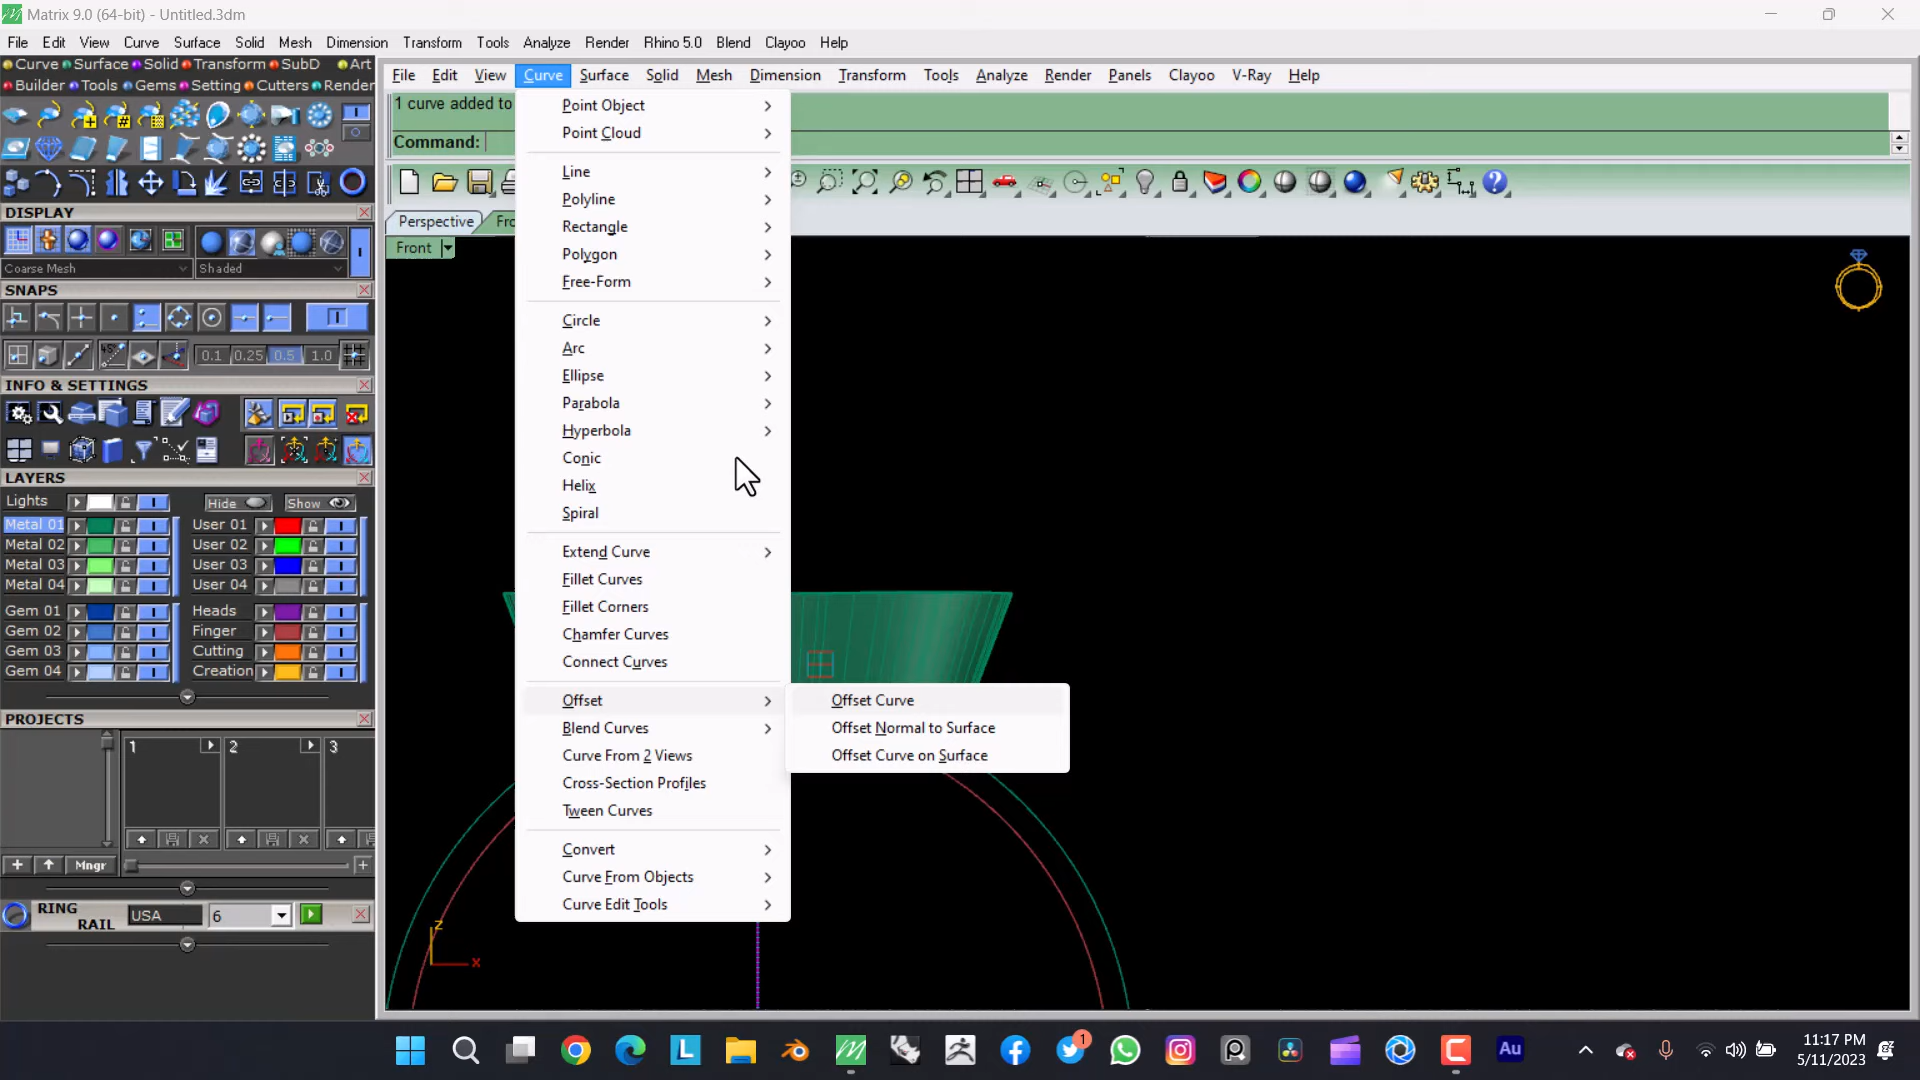 Matrix 9.0 (64-bit) - Untitled.3dm
File Edit View Curve Surface Solid Mesh Dimension Transform Tools Analyze Render Rhino 5.0 Blend Clayoo Help
Curve Surface Solid Transform SubD Art
Builder Tools Gems Setting Cutters Render
File Edit View Curve Surface Solid Mesh Dimension Transform Tools Analyze Render Panels Clayoo V-Ray Help
1 curve added to
Command:
Perspective
Front
DISPLAY
Coarse Mesh Shaded
SNAPS
0.1 0.25 0.5 1.0
INFO & SETTINGS
LAYERS
Lights Hide Show
Metal 01 User 01
Metal 02 User 02
Metal 03 User 03
Metal 04 User 04
Gem 01 Heads
Gem 02 Finger
Gem 03 Cutting
Gem 04 Creation
PROJECTS
1 2 3
Mngr
RING RAIL USA 6
Point Object
Point Cloud
Line
Polyline
Rectangle
Polygon
Free-Form
Circle
Arc
Ellipse
Parabola
Hyperbola
Conic
Helix
Spiral
Extend Curve
Fillet Curves
Fillet Corners
Chamfer Curves
Connect Curves
Offset
Blend Curves
Curve From 2 Views
Cross-Section Profiles
Tween Curves
Convert
Curve From Objects
Curve Edit Tools
Offset Curve
Offset Normal to Surface
Offset Curve on Surface
z
x
L
1
Au
11:17 PM
5/11/2023